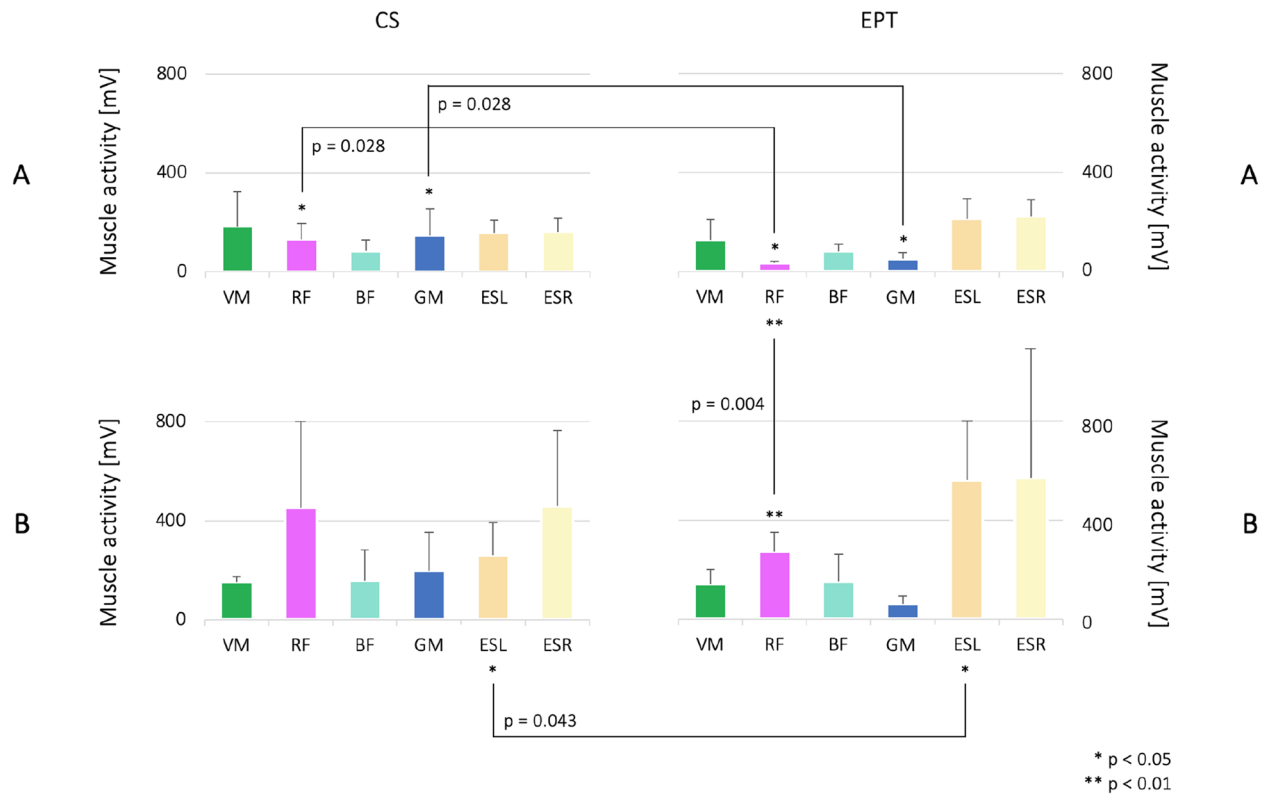 CS EPT
800 800
Muscle activity [mV] Muscle activity [mV]
p = 0.028
p = 0.028
A 400 400 A
* *
* *
0 0
VM RF BF GM ESL ESR VM RF BF GM ESL ESR
**
p = 0.004
800 800
Muscle activity [mV] Muscle activity [mV]
**
B 400 400 B
0 0
VM RF BF GM ESL ESR VM RF BF GM ESL ESR
* *
p = 0.043
* p < 0.05
** p < 0.01